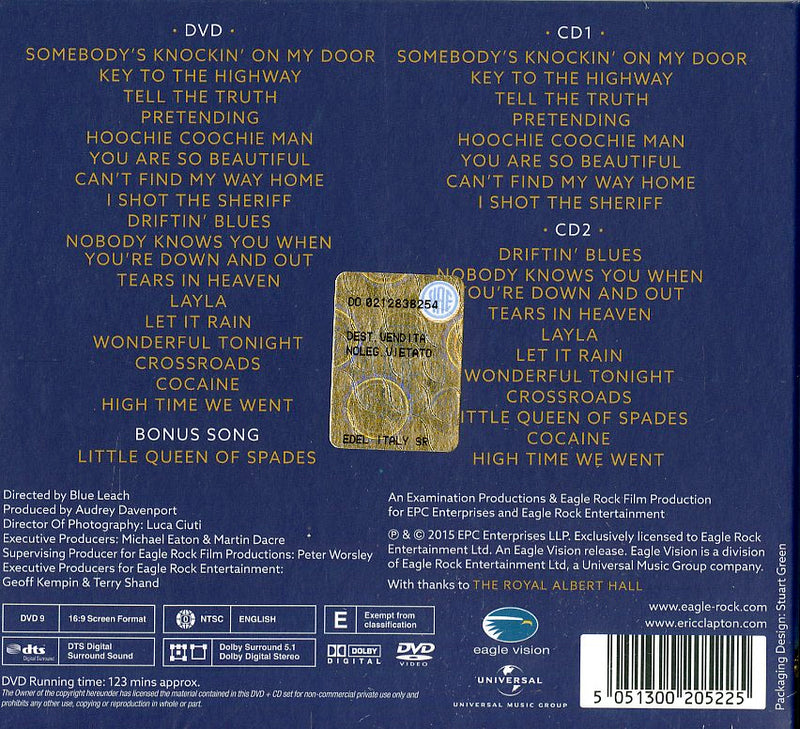 · DVD ·
SOMEBODY'S KNOCKIN' ON MY DOOR
KEY TO THE HIGHWAY
TELL THE TRUTH
PRETENDING
HOOCHIE COOCHIE MAN
YOU ARE SO BEAUTIFUL
CAN'T FIND MY WAY HOME
I SHOT THE SHERIFF
DRIFTIN' BLUES
NOBODY KNOWS YOU WHEN
YOU'RE DOWN AND OUT
TEARS IN HEAVEN
LAYLA
LET IT RAIN
WONDERFUL TONIGHT
CROSSROADS
COCAINE
HIGH TIME WE WENT
BONUS SONG
LITTLE QUEEN OF SPADES
· CD1 ·
SOMEBODY'S KNOCKIN' ON MY DOOR
KEY TO THE HIGHWAY
TELL THE TRUTH
PRETENDING
HOOCHIE COOCHIE MAN
YOU ARE SO BEAUTIFUL
CAN'T FIND MY WAY HOME
I SHOT THE SHERIFF
· CD2 ·
DRIFTIN' BLUES
NOBODY KNOWS YOU WHEN
YOU'RE DOWN AND OUT
TEARS IN HEAVEN
LAYLA
LET IT RAIN
WONDERFUL TONIGHT
CROSSROADS
LITTLE QUEEN OF SPADES
COCAINE
HIGH TIME WE WENT
DO 0212838254
DEST. VENDITA
NOLEG. VIETATO
EDEL ITALY SR
Directed by Blue Leach
Produced by Audrey Davenport
Director Of Photography: Luca Ciuti
Executive Producers: Michael Eaton & Martin Dacre
Supervising Producer for Eagle Rock Film Productions: Peter Worsley
Executive Producers for Eagle Rock Entertainment:
Geoff Kempin & Terry Shand
An Examination Productions & Eagle Rock Film Production
for EPC Enterprises and Eagle Rock Entertainment
℗ & © 2015 EPC Enterprises LLP. Exclusively licensed to Eagle Rock
Entertainment Ltd. An Eagle Vision release. Eagle Vision is a division
of Eagle Rock Entertainment Ltd, a Universal Music Group company.
With thanks to THE ROYAL ALBERT HALL
DVD 9
16:9 Screen Format
NTSC
ENGLISH
E
Exempt from
classification
dts
Digital Surround
DTS Digital
Surround Sound
Dolby Surround 5.1
Dolby Digital Stereo
DOLBY
DIGITAL
DVD
VIDEO
DVD Running time: 123 mins approx.
The Owner of the copyright hereunder has licensed the material contained in this DVD + CD set for non-commercial private use only and
prohibits any other use, copying or reproduction in whole or part.
eagle vision
UNIVERSAL
UNIVERSAL MUSIC GROUP
www.eagle-rock.com
www.ericclapton.com
5 051300 205225
Packaging Design: Stuart Green